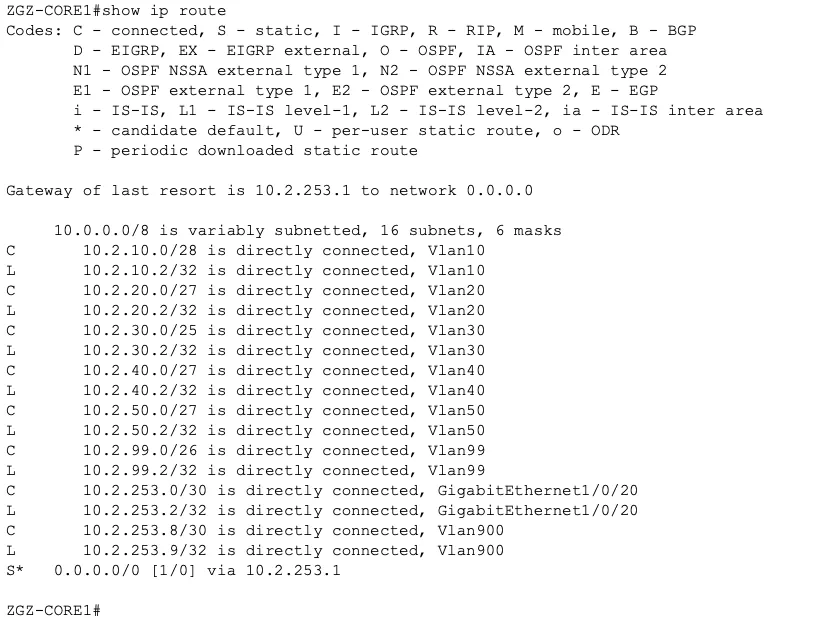 ZGZ-CORE1#show ip route
Codes: C - connected, S - static, I - IGRP, R - RIP, M - mobile, B - BGP
D - EIGRP, EX - EIGRP external, O - OSPF, IA - OSPF inter area
N1 - OSPF NSSA external type 1, N2 - OSPF NSSA external type 2
E1 - OSPF external type 1, E2 - OSPF external type 2, E - EGP
i - IS-IS, L1 - IS-IS level-1, L2 - IS-IS level-2, ia - IS-IS inter area
* - candidate default, U - per-user static route, o - ODR
P - periodic downloaded static route
Gateway of last resort is 10.2.253.1 to network 0.0.0.0
10.0.0.0/8 is variably subnetted, 16 subnets, 6 masks
C 10.2.10.0/28 is directly connected, Vlan10
L 10.2.10.2/32 is directly connected, Vlan10
C 10.2.20.0/27 is directly connected, Vlan20
L 10.2.20.2/32 is directly connected, Vlan20
C 10.2.30.0/25 is directly connected, Vlan30
L 10.2.30.2/32 is directly connected, Vlan30
C 10.2.40.0/27 is directly connected, Vlan40
L 10.2.40.2/32 is directly connected, Vlan40
C 10.2.50.0/27 is directly connected, Vlan50
L 10.2.50.2/32 is directly connected, Vlan50
C 10.2.99.0/26 is directly connected, Vlan99
L 10.2.99.2/32 is directly connected, Vlan99
C 10.2.253.0/30 is directly connected, GigabitEthernet1/0/20
L 10.2.253.2/32 is directly connected, GigabitEthernet1/0/20
C 10.2.253.8/30 is directly connected, Vlan900
L 10.2.253.9/32 is directly connected, Vlan900
S* 0.0.0.0/0 [1/0] via 10.2.253.1
ZGZ-CORE1#